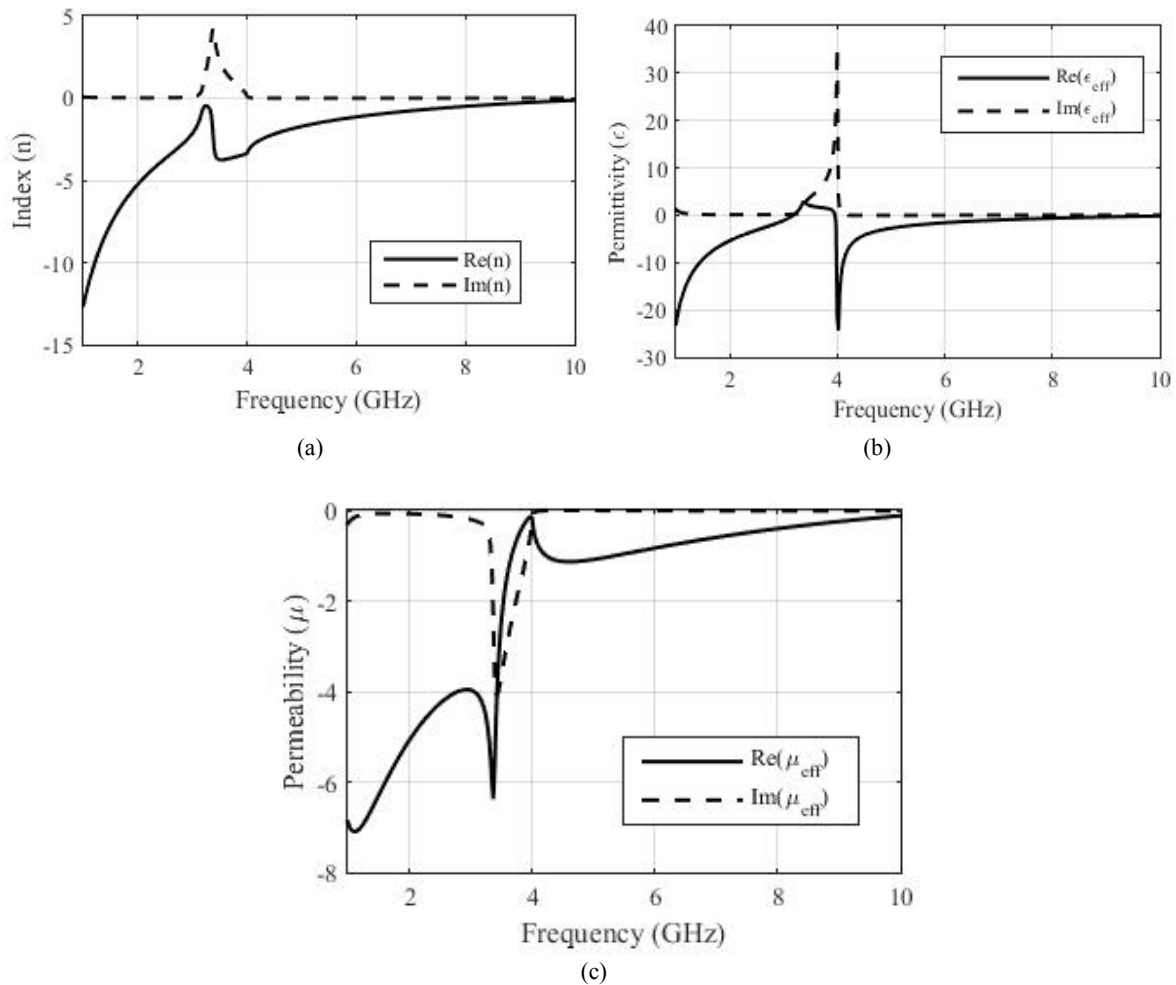 5
0
-5
-10
-15
Index (n)
Re(n)
Im(n)
2
4
6
8
10
Frequency (GHz)
(a)
40
30
20
10
0
-10
-20
-30
Permittivity (ϵ)
Re(ϵ_eff)
Im(ϵ_eff)
2
4
6
8
10
Frequency (GHz)
(b)
0
-2
-4
-6
-8
Permeability (μ)
Re(μ_eff)
Im(μ_eff)
2
4
6
8
10
Frequency (GHz)
(c)